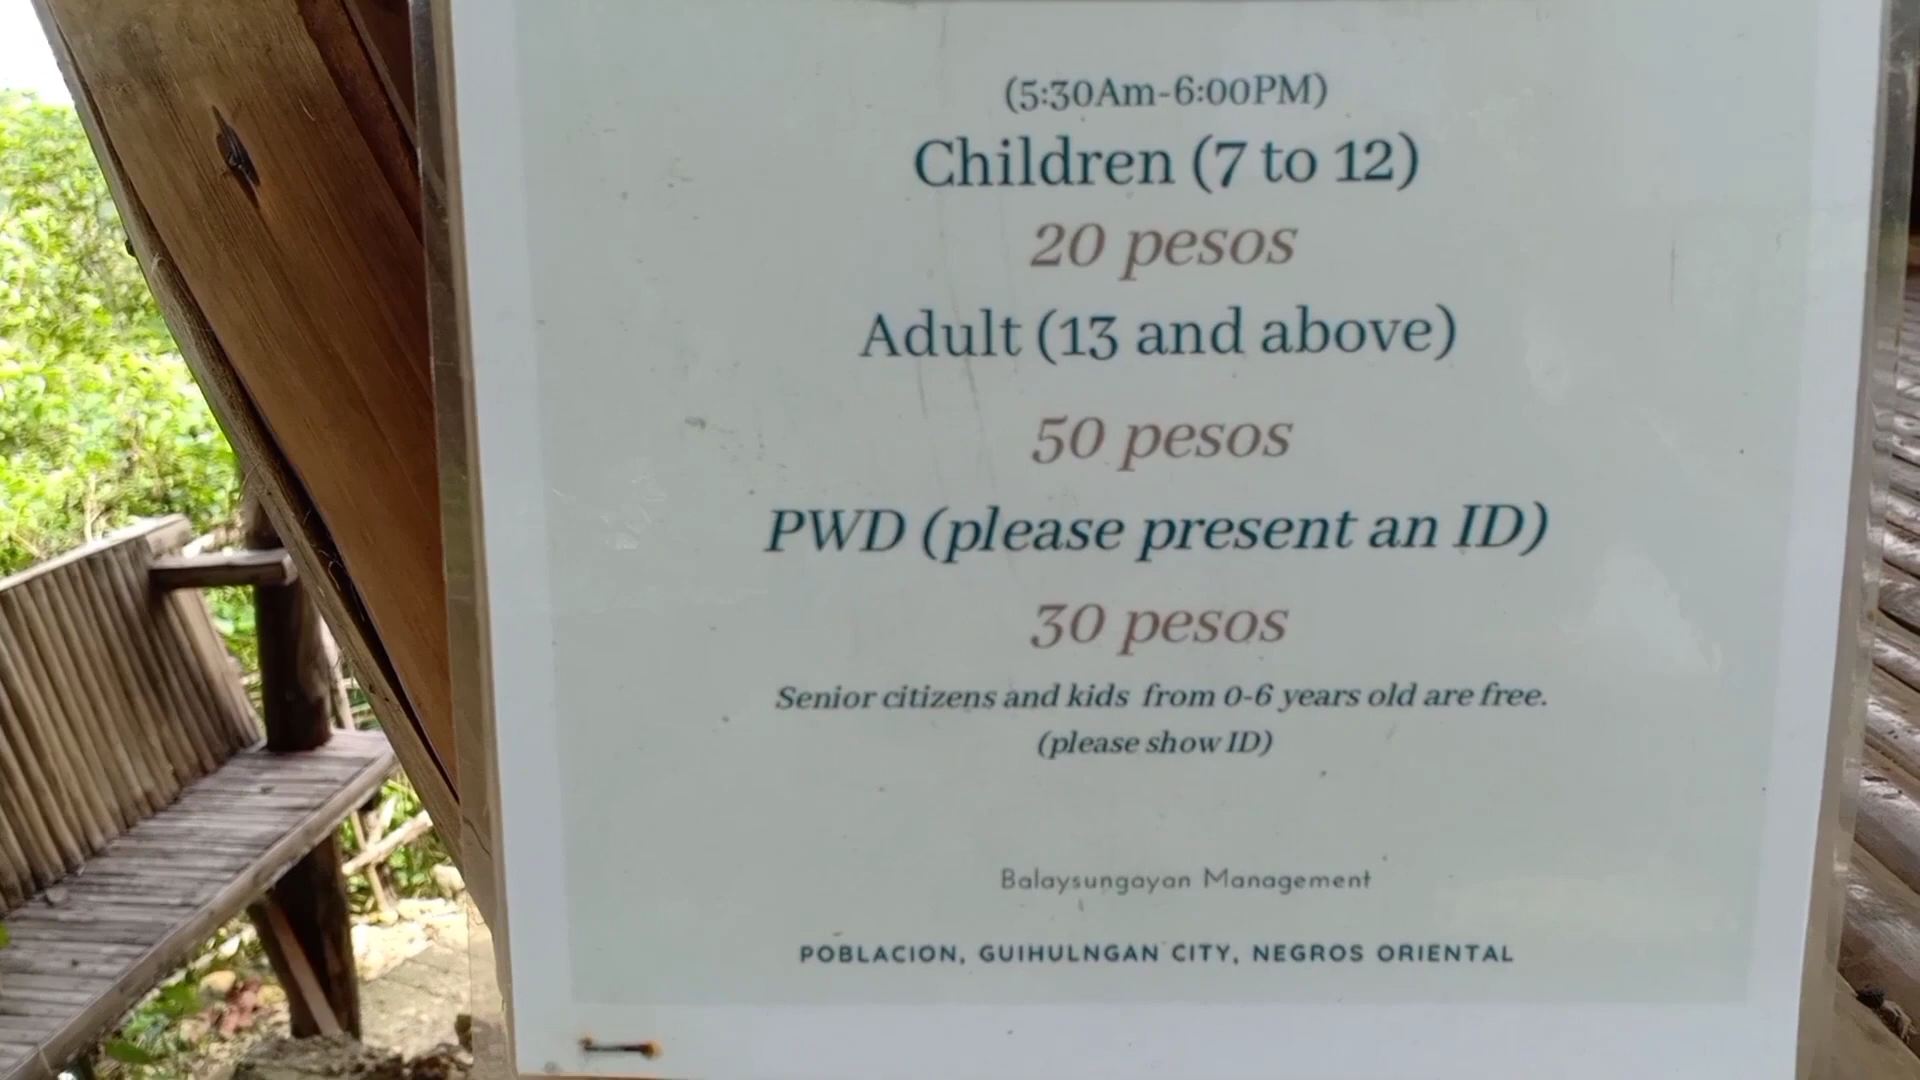 (5:30Am-6:00PM)
Children (7 to 12)
20 pesos
Adult (13 and above)
50 pesos
PWD (please present an ID)
30 pesos
Senior citizens and kids from 0-6 years old are free.
(please show ID)
Balaysungayan Management
POBLACION, GUIHULNGAN CITY, NEGROS ORIENTAL